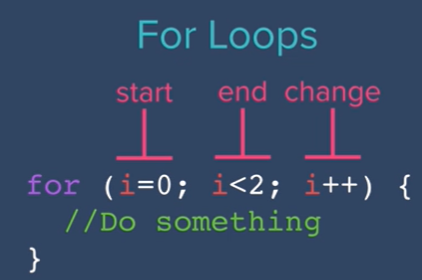 For Loops
start end change
for (i=0; i<2; i++) {
//Do something
}